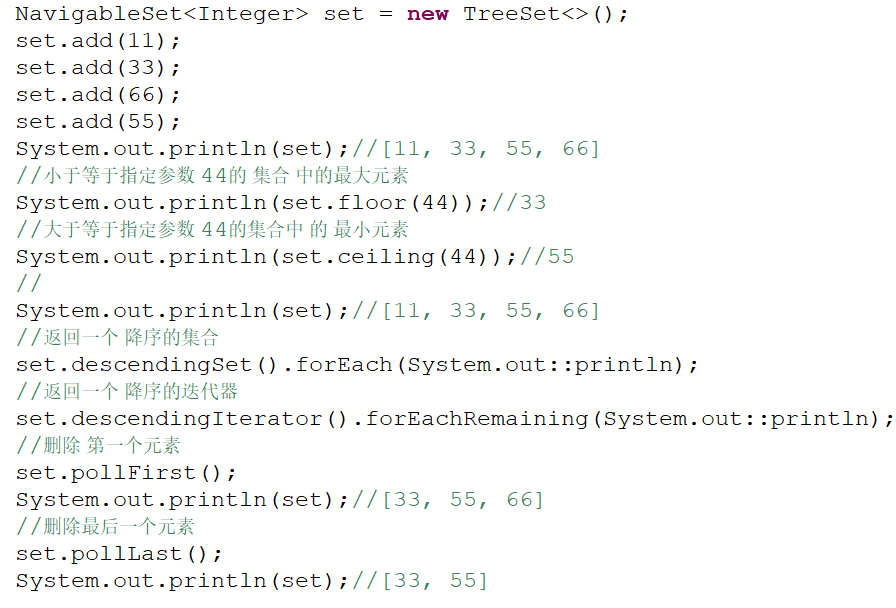 NavigableSet<Integer> set = new TreeSet<>();
set.add(11);
set.add(33);
set.add(66);
set.add(55);
System.out.println(set);//[11, 33, 55, 66]
//小于等于指定参数 44的 集合 中的最大元素
System.out.println(set.floor(44));//33
//大于等于指定参数 44的集合中 的 最小元素
System.out.println(set.ceiling(44));//55
//
System.out.println(set);//[11, 33, 55, 66]
//返回一个 降序的集合
set.descendingSet().forEach(System.out::println);
//返回一个 降序的迭代器
set.descendingIterator().forEachRemaining(System.out::println);
//删除 第一个元素
set.pollFirst();
System.out.println(set);//[33, 55, 66]
//删除最后一个元素
set.pollLast();
System.out.println(set);//[33, 55]